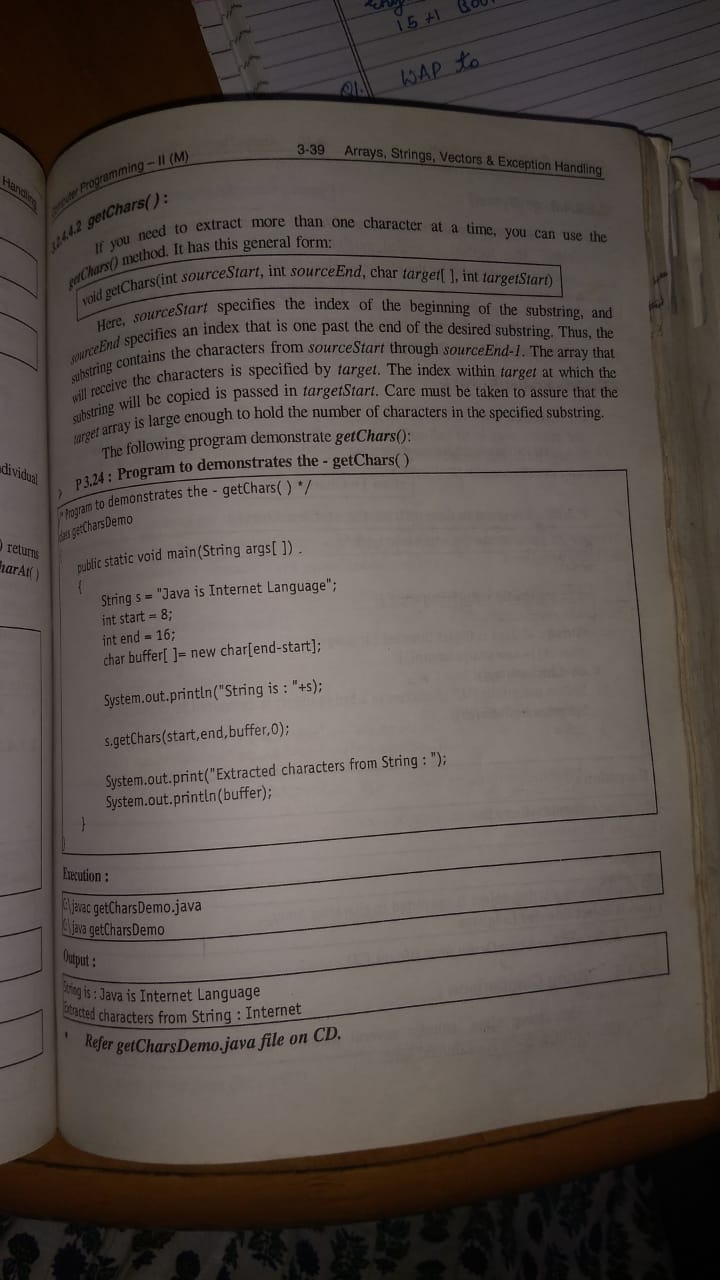 15 +1
Q1. WAP to
Handling
dividual
) returns
harAt( )
Computer Programming – II (M) 3-39 Arrays, Strings, Vectors & Exception Handling
3.2.4.4.2 getChars( ) :
If you need to extract more than one character at a time, you can use the
getChars() method. It has this general form:
void getChars(int sourceStart, int sourceEnd, char target[ ], int targetStart)
Here, sourceStart specifies the index of the beginning of the substring, and
sourceEnd specifies an index that is one past the end of the desired substring. Thus, the
substring contains the characters from sourceStart through sourceEnd-1. The array that
will receive the characters is specified by target. The index within target at which the
substring will be copied is passed in targetStart. Care must be taken to assure that the
target array is large enough to hold the number of characters in the specified substring.
The following program demonstrate getChars():
P 3.24 : Program to demonstrates the - getChars( )
/* Program to demonstrates the - getChars( ) */
class getCharsDemo
public static void main(String args[ ])
{
String s = "Java is Internet Language";
int start = 8;
int end = 16;
char buffer[ ]= new char[end-start];
System.out.println("String is : "+s);
s.getChars(start,end,buffer,0);
System.out.print("Extracted characters from String : ");
System.out.println(buffer);
}
}
Execution :
C:\javac getCharsDemo.java
C:\java getCharsDemo
Output :
String is : Java is Internet Language
Extracted characters from String : Internet
* Refer getCharsDemo.java file on CD.